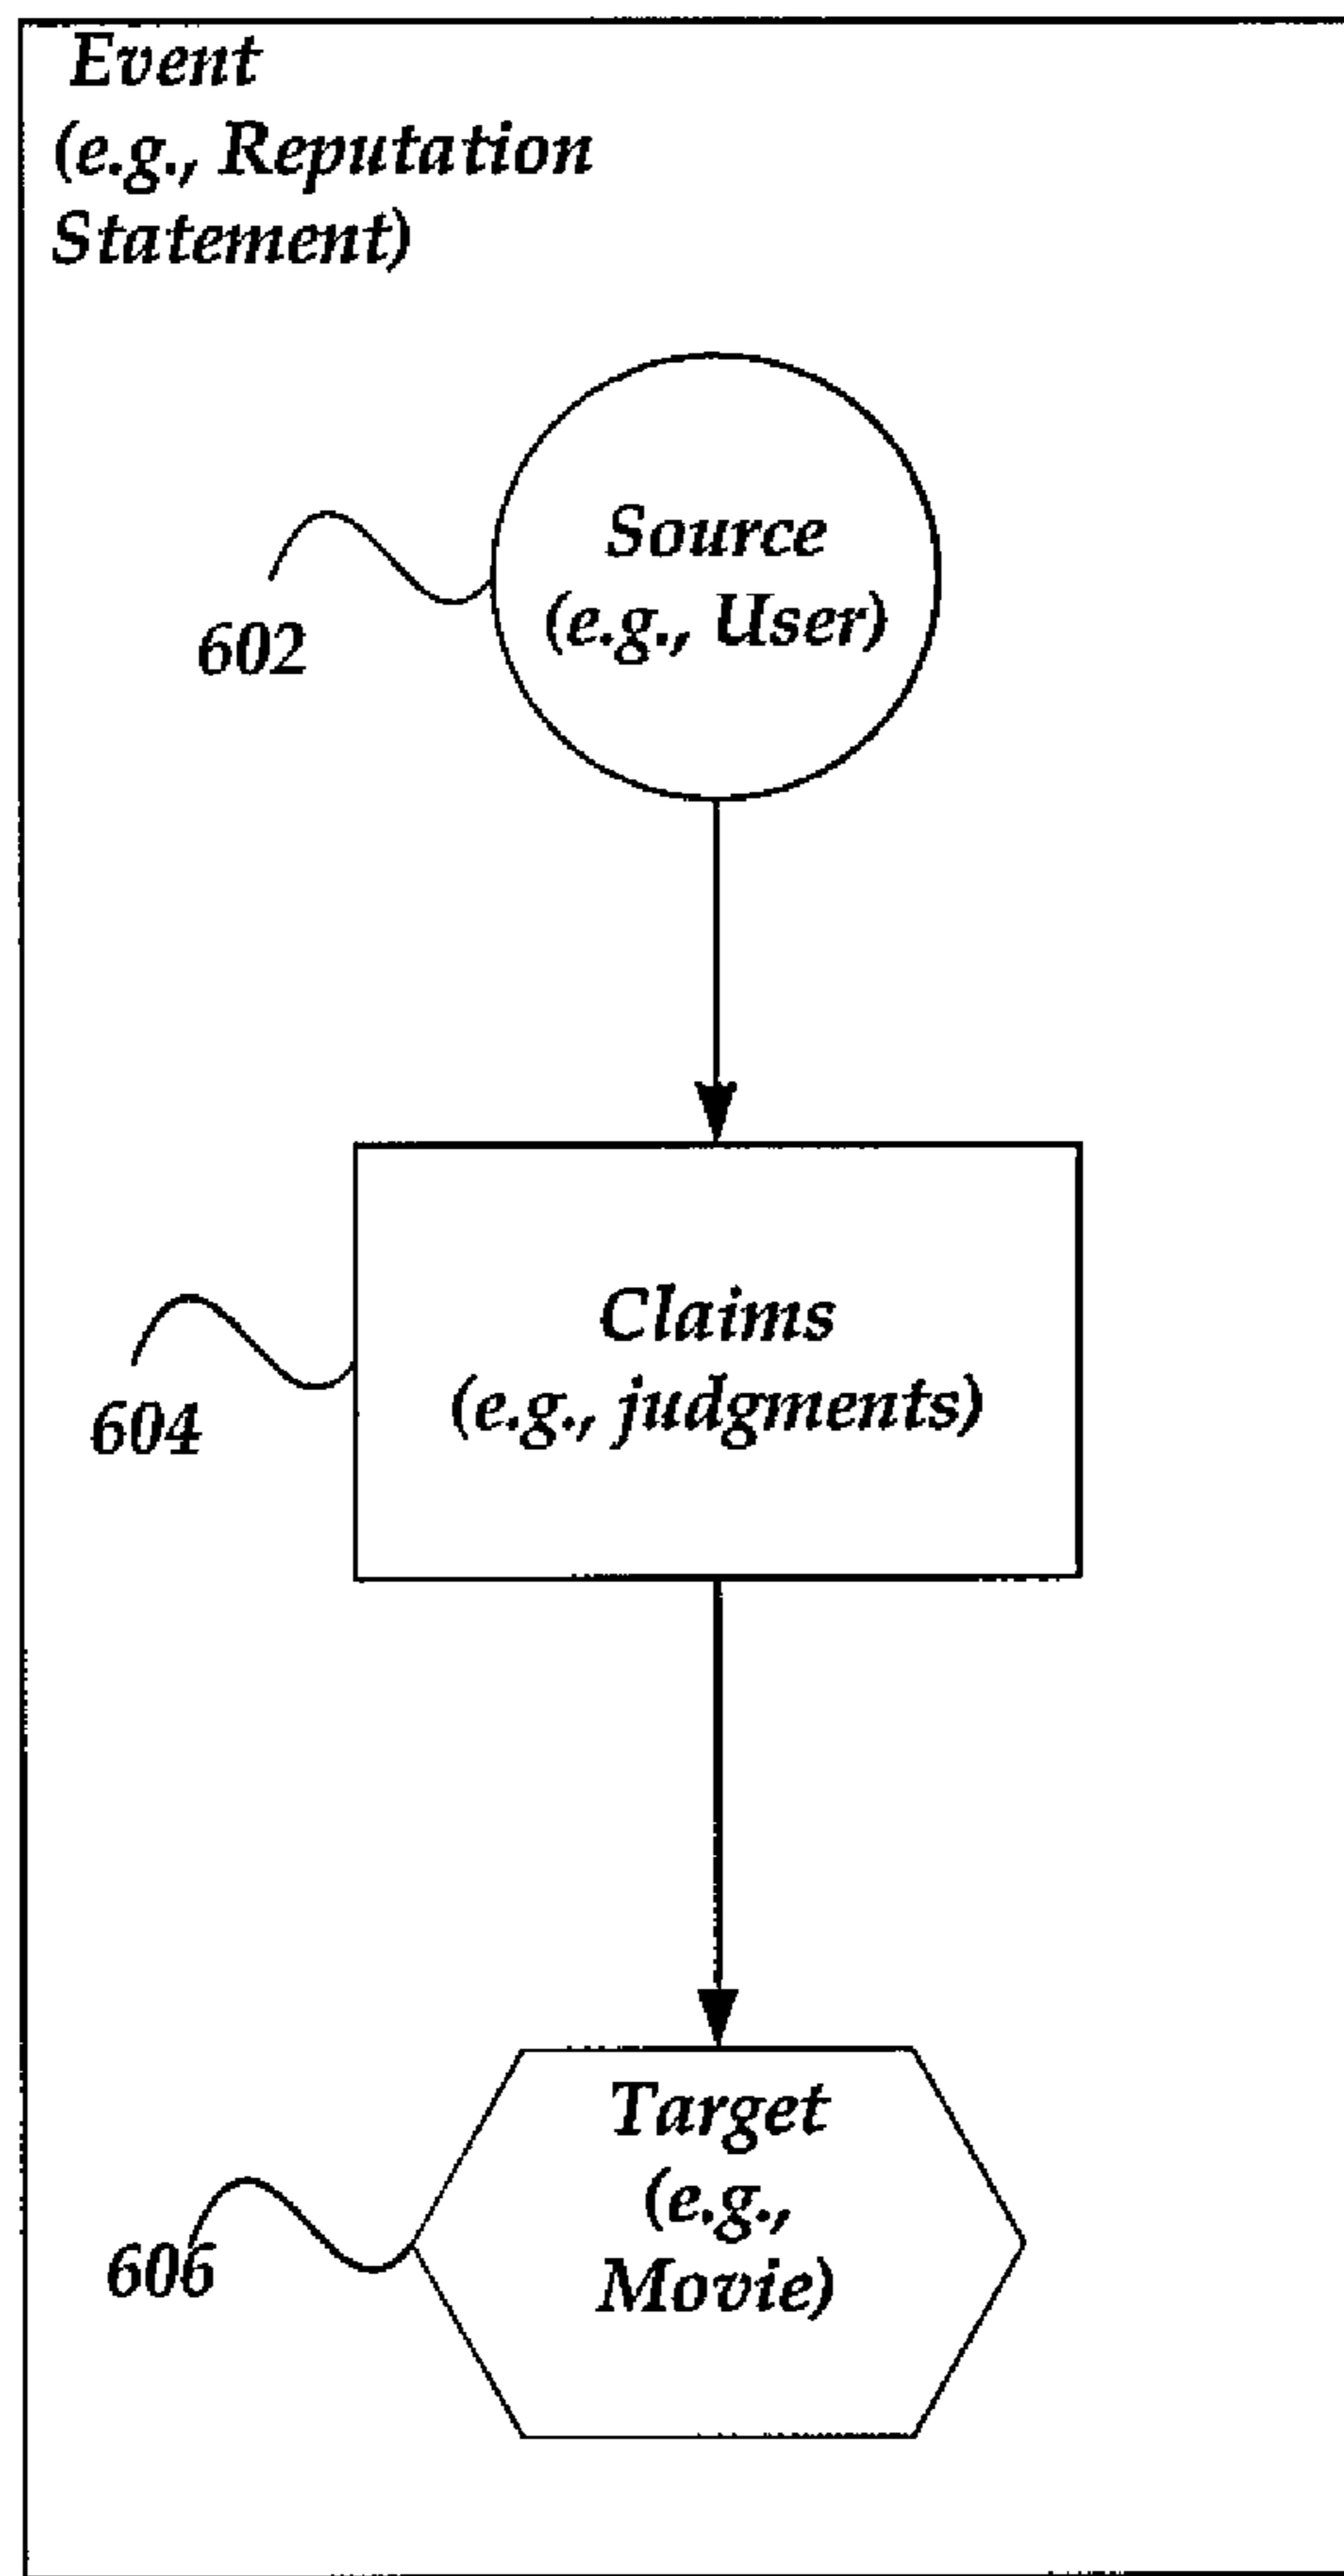 Event
(e.g., Reputation
Statement)
Source
(e.g., User)
602
Claims
(e.g., judgments)
604
Target
(e.g.,
Movie)
606